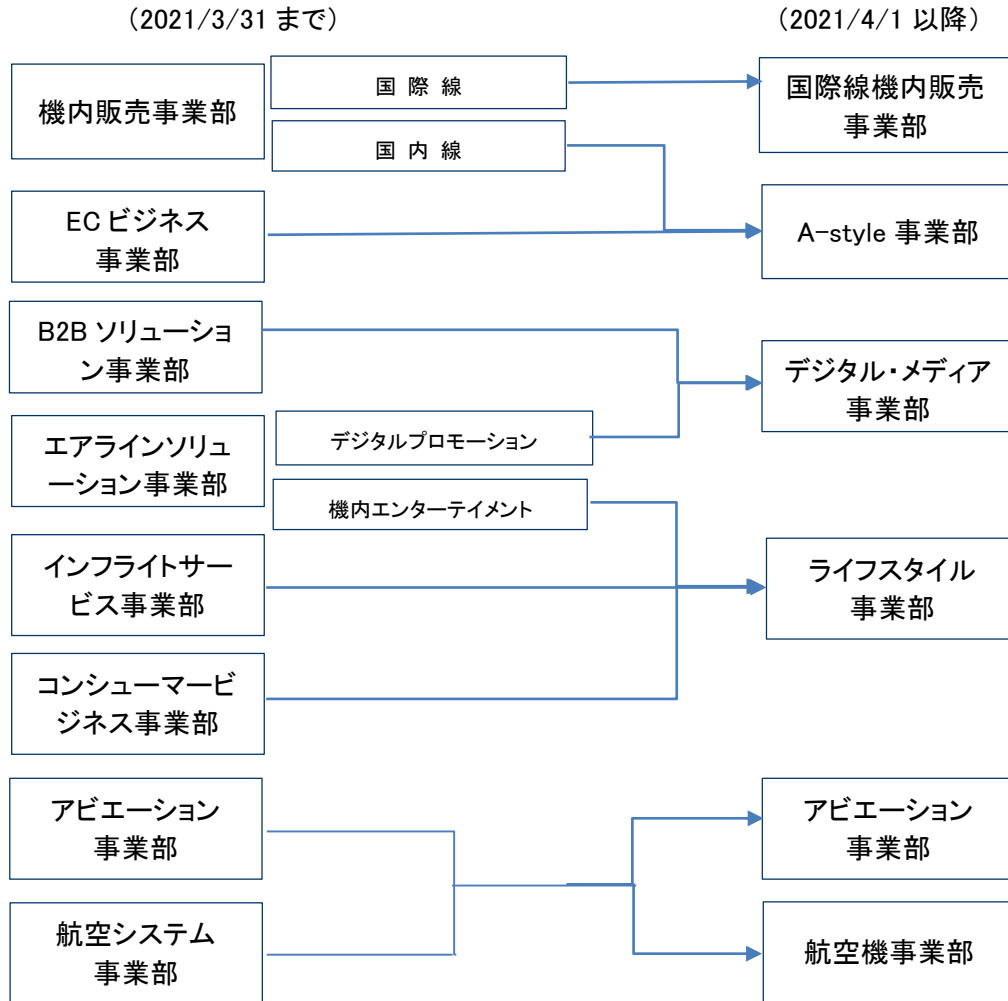 （2021/3/31 まで）
（2021/4/1 以降）
機内販売事業部
国 際 線
国 内 線
国際線機内販売
事業部
EC ビジネス
事業部
A-style 事業部
B2B ソリューショ
ン事業部
デジタル・メディア
事業部
エアラインソリュ
ーション事業部
デジタルプロモーション
機内エンターテイメント
インフライトサー
ビス事業部
ライフスタイル
事業部
コンシューマービ
ジネス事業部
アビエーション
事業部
アビエーション
事業部
航空システム
事業部
航空機事業部